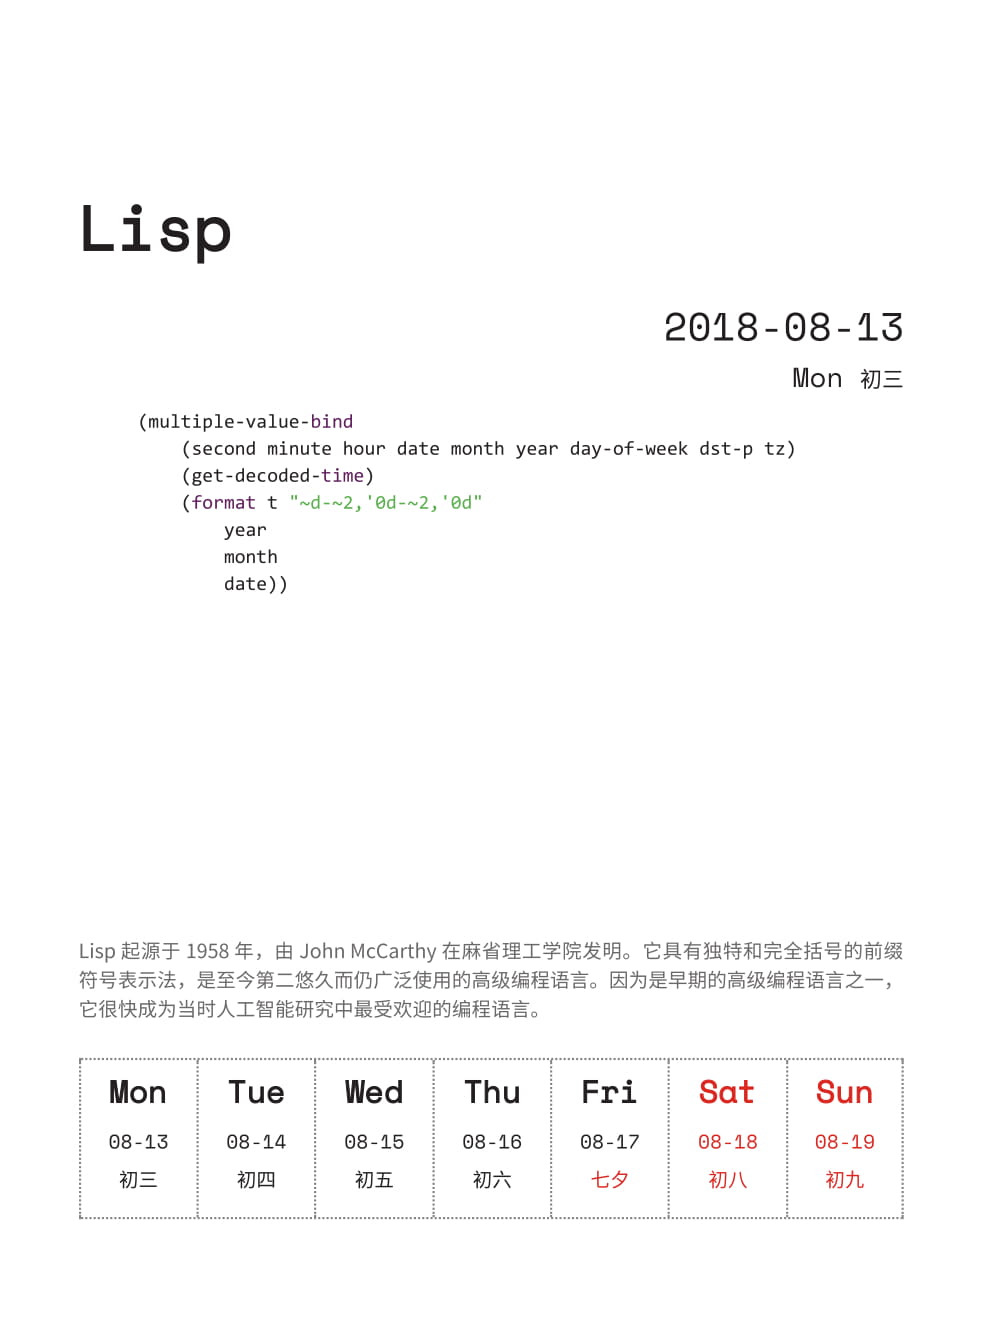 Lisp
2018-08-13
Mon 初三
(multiple-value-bind
    (second minute hour date month year day-of-week dst-p tz)
    (get-decoded-time)
    (format t "~d-~2,'0d-~2,'0d"
        year
        month
        date))
Lisp 起源于 1958 年，由 John McCarthy 在麻省理工学院发明。它具有独特和完全括号的前缀
符号表示法，是至今第二悠久而仍广泛使用的高级编程语言。因为是早期的高级编程语言之一，
它很快成为当时人工智能研究中最受欢迎的编程语言。
Mon Tue Wed Thu Fri Sat Sun
08-13 08-14 08-15 08-16 08-17 08-18 08-19
初三 初四 初五 初六 七夕 初八 初九